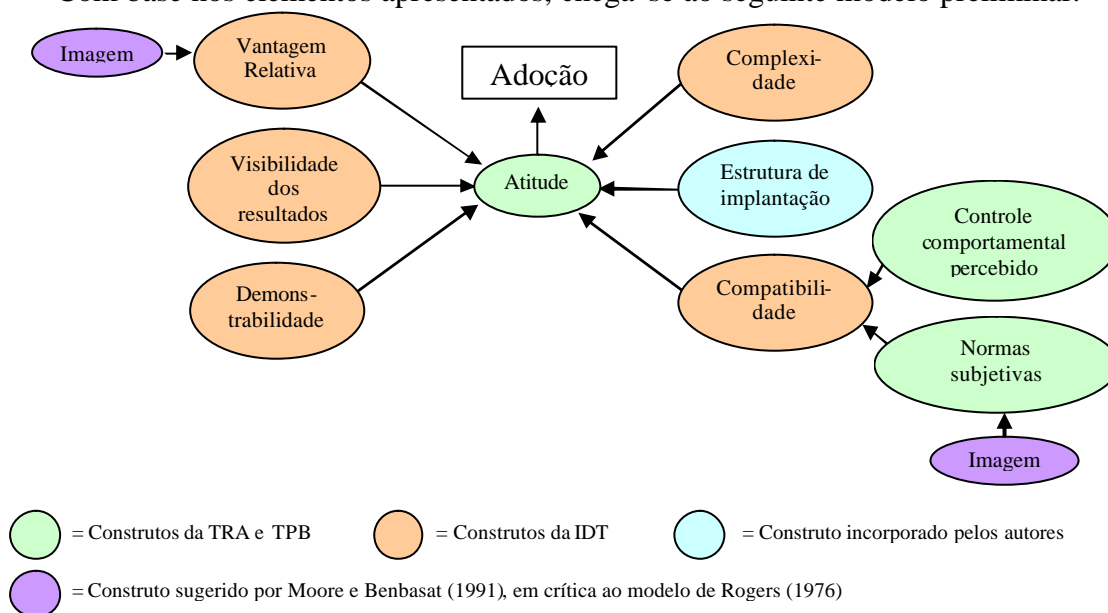 Com base nos elementos apresentados, chega-se ao seguinte modelo preliminar:
Imagem
Vantagem
Relativa
Adoção
Complexi-
dade
Visibilidade
dos
resultados
Atitude
Estrutura de
implantação
Controle
comportamental
percebido
Demons-
trabilidade
Compatibili-
dade
Normas
subjetivas
Imagem
= Construtos da TRA e TPB
= Construtos da IDT
= Construto incorporado pelos autores
= Construto sugerido por Moore e Benbasat (1991), em crítica ao modelo de Rogers (1976)